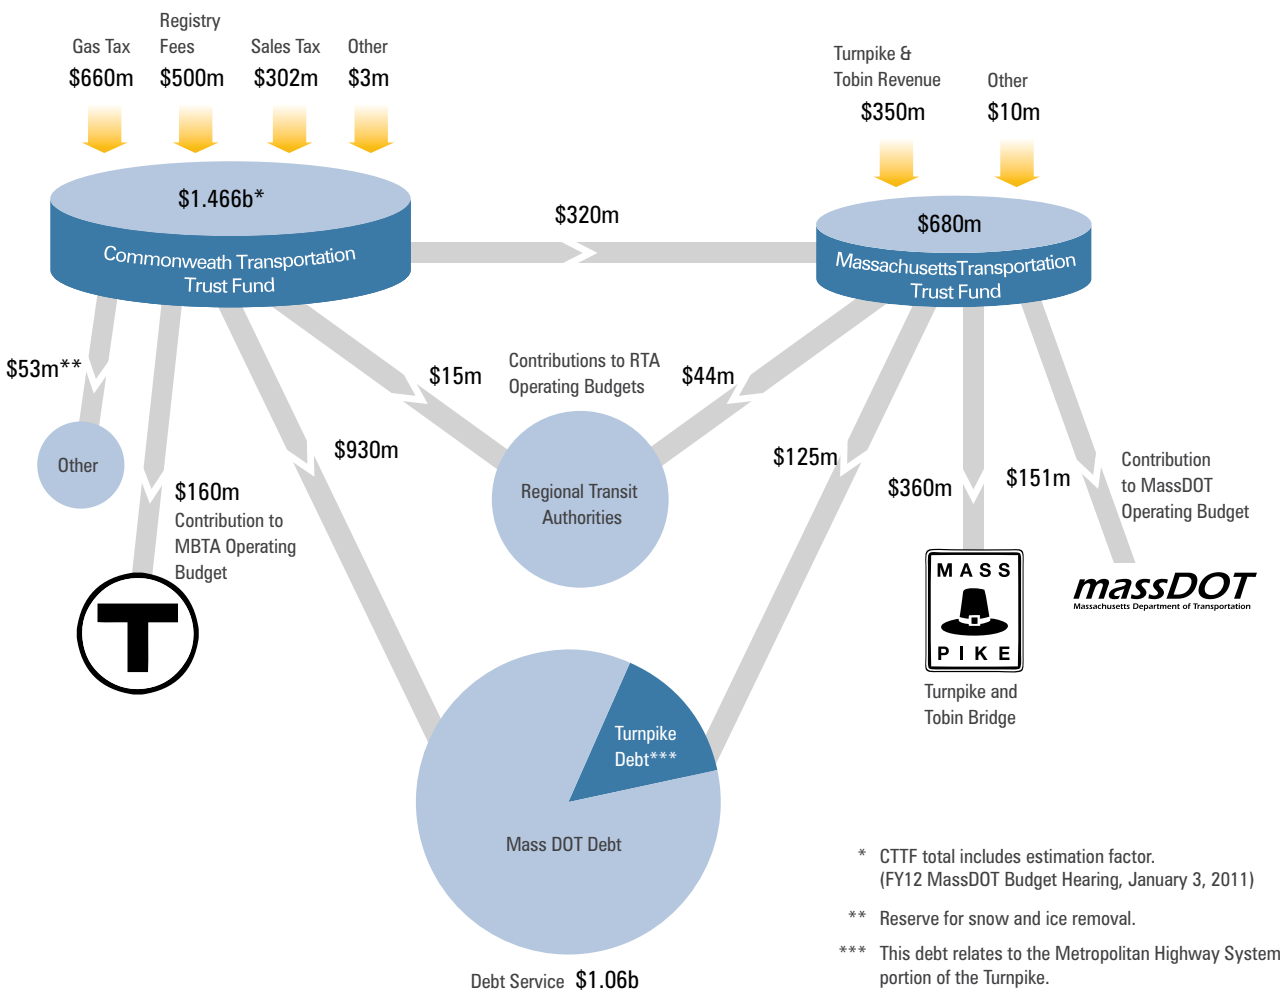 Gas Tax
$660m
Registry
Fees
$500m
Sales Tax
$302m
Other
$3m
Turnpike &
Tobin Revenue
$350m
Other
$10m
$1.466b*
Commonweath Transportation
Trust Fund
$320m
$680m
MassachusettsTransportation
Trust Fund
$53m**
Other
$160m
Contribution to
MBTA Operating
Budget
T
$930m
$15m
Contributions to RTA
Operating Budgets
$44m
Regional Transit
Authorities
$125m
$360m
$151m
Contribution
to MassDOT
Operating Budget
MASS
PIKE
Turnpike and
Tobin Bridge
massDOT
Massachusetts Department of Transportation
Turnpike
Debt***
Mass DOT Debt
Debt Service $1.06b
* CTTF total includes estimation factor.
(FY12 MassDOT Budget Hearing, January 3, 2011)
** Reserve for snow and ice removal.
*** This debt relates to the Metropolitan Highway System
portion of the Turnpike.